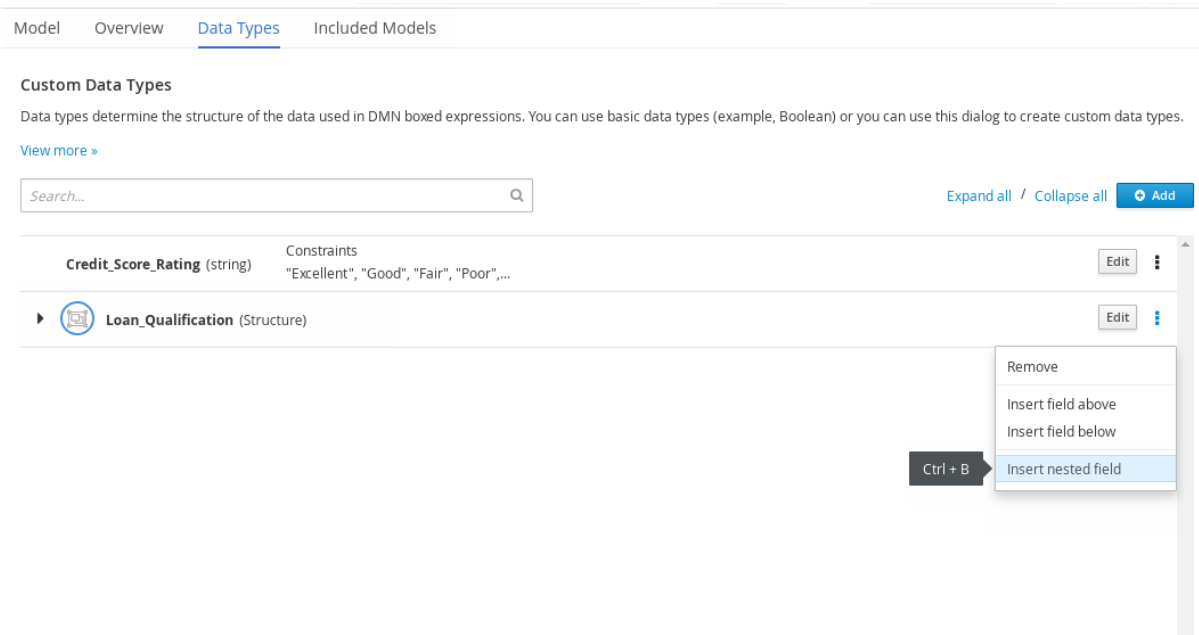 Model Overview Data Types Included Models
Custom Data Types
Data types determine the structure of the data used in DMN boxed expressions. You can use basic data types (example, Boolean) or you can use this dialog to create custom data types.
View more »
Search...
Expand all / Collapse all Add
Credit_Score_Rating (string)
Constraints
"Excellent", "Good", "Fair", "Poor",...
Edit
Loan_Qualification (Structure)
Edit
Remove
Insert field above
Insert field below
Ctrl + B
Insert nested field